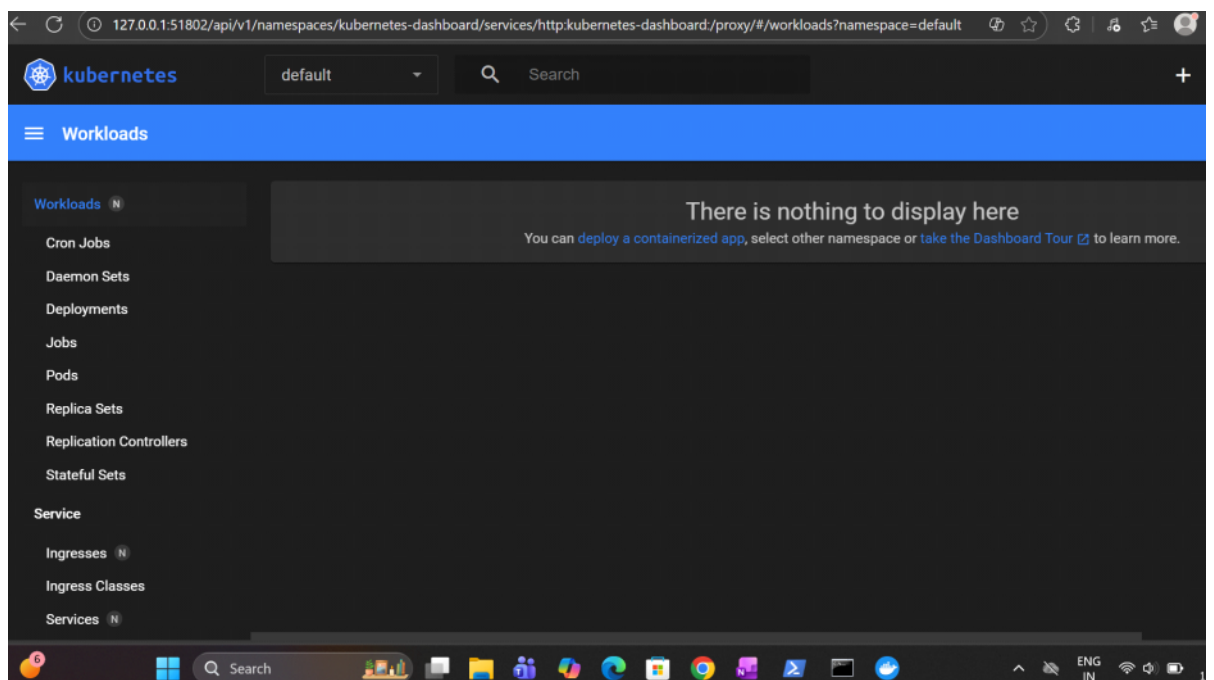 127.0.0.1:51802/api/v1/namespaces/kubernetes-dashboard/services/http:kubernetes-dashboard:/proxy/#/workloads?namespace=default
kubernetes
default
Search
Workloads
Workloads N
There is nothing to display here
You can deploy a containerized app, select other namespace or take the Dashboard Tour to learn more.
Cron Jobs
Daemon Sets
Deployments
Jobs
Pods
Replica Sets
Replication Controllers
Stateful Sets
Service
Ingresses N
Ingress Classes
Services N
6
Search
ENG
IN
1